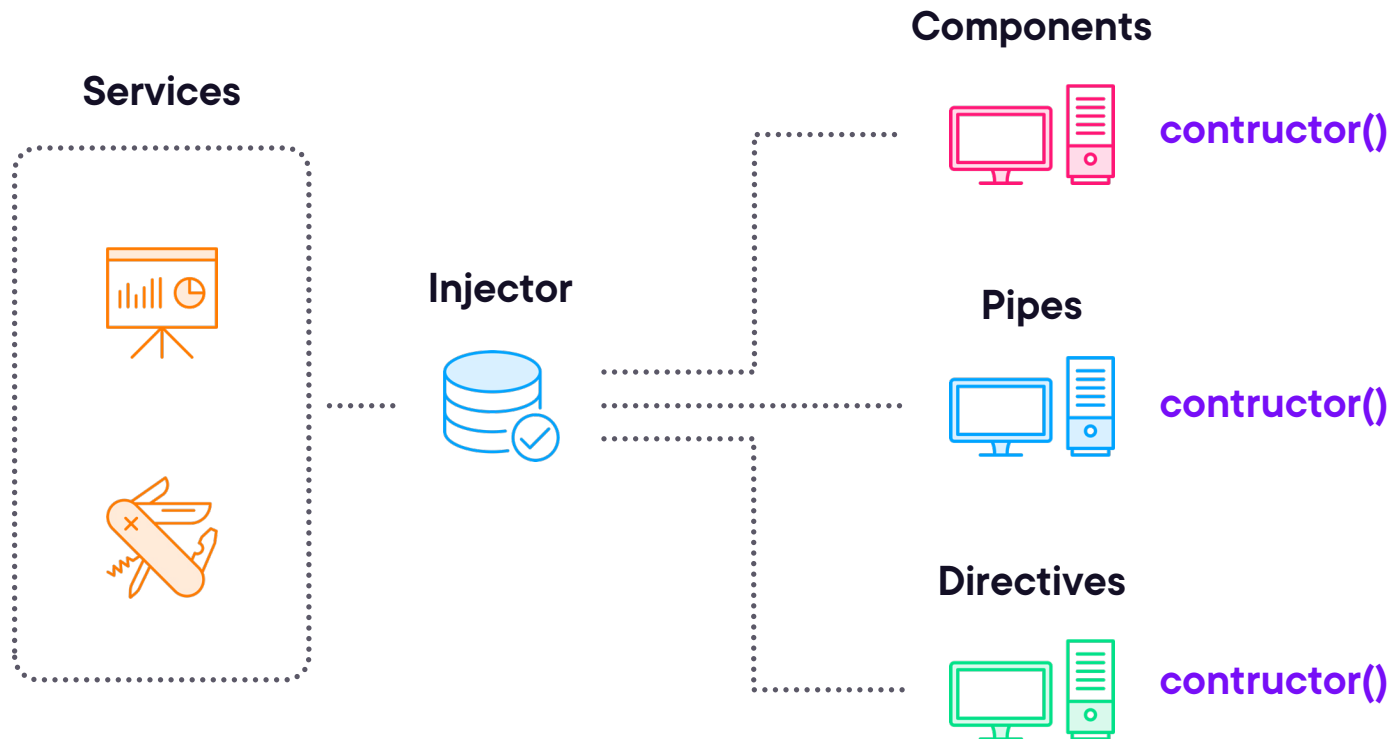 Services
Injector
Components
contructor()
Pipes
contructor()
Directives
contructor()